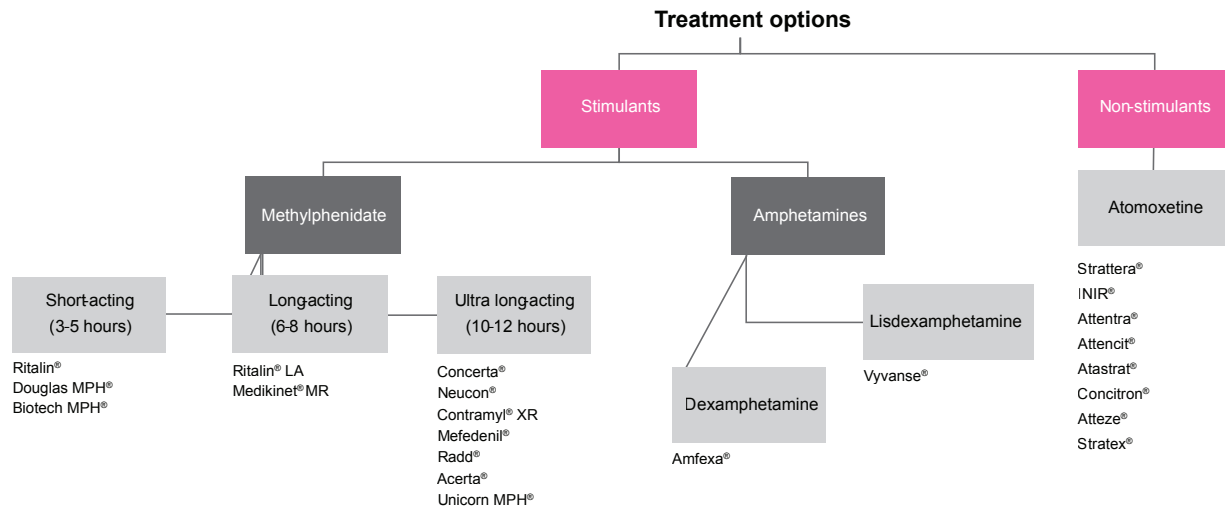 Treatment options
Stimulants
Non-stimulants
Methylphenidate
Amphetamines
Atomoxetine
Short-acting
(3-5 hours)
Long-acting
(6-8 hours)
Ultra long-acting
(10-12 hours)
Lisdexamphetamine
Dexamphetamine
Ritalin®
Douglas MPH®
Biotech MPH®
Ritalin® LA
Medikinet® MR
Concerta®
Neucon®
Contramyl® XR
Mefedenil®
Radd®
Acerta®
Unicorn MPH®
Amfexa®
Vyvanse®
Strattera®
INIR®
Attentra®
Attencit®
Atastrat®
Concitron®
Atteze®
Stratex®